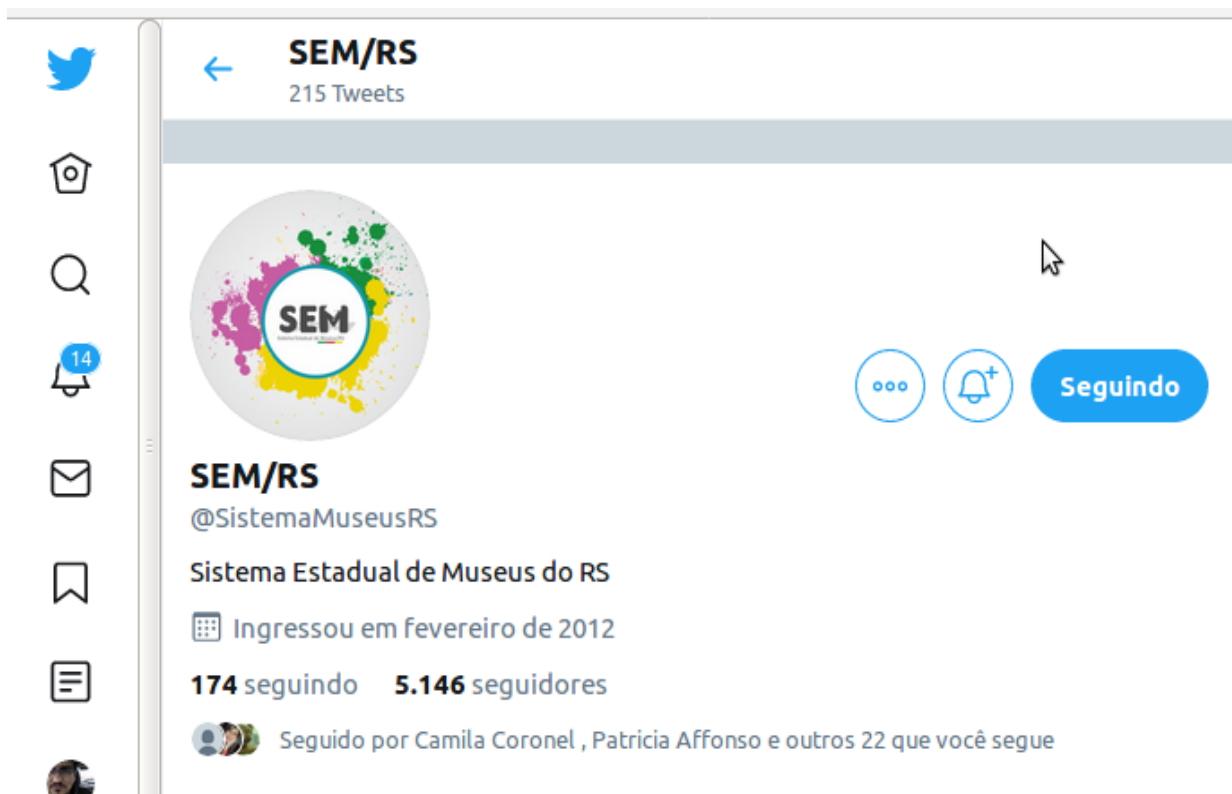 SEM/RS
215 Tweets
SEM
14
Seguindo
SEM/RS
@SistemaMuseusRS
Sistema Estadual de Museus do RS
Ingressou em fevereiro de 2012
174 seguindo 5.146 seguidores
Seguido por Camila Coronel , Patricia Affonso e outros 22 que você segue